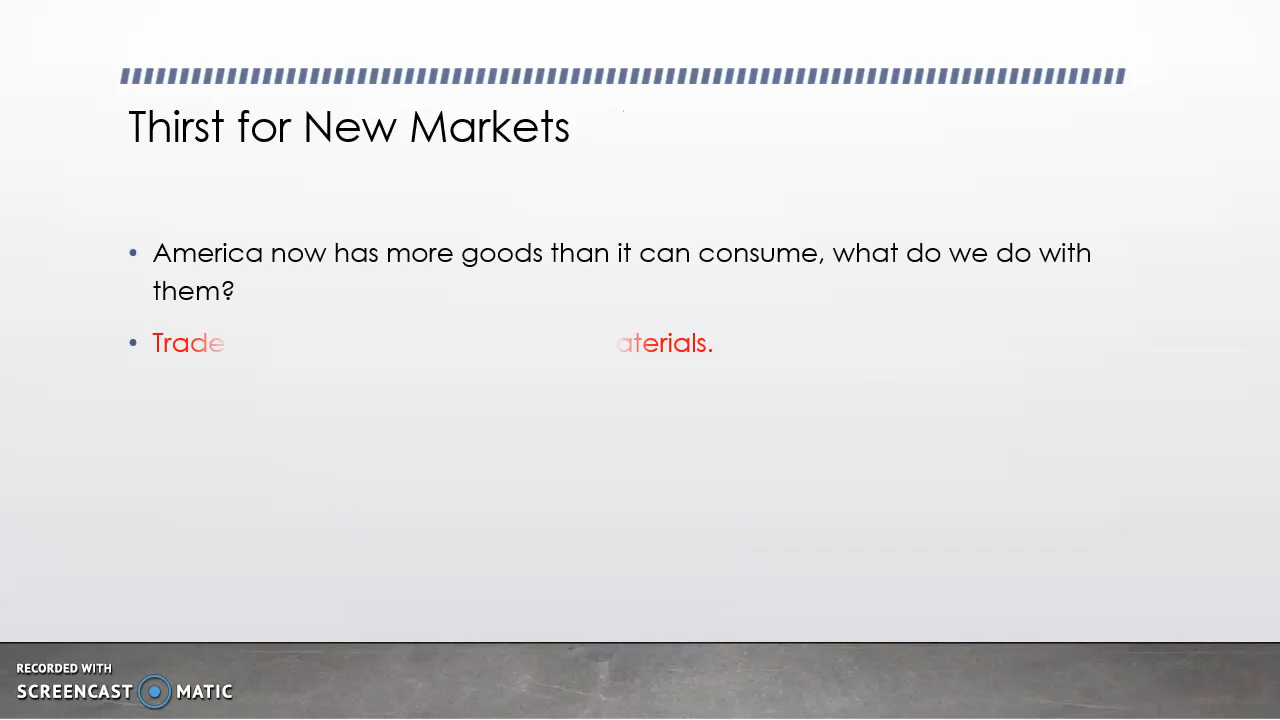 Thirst for New Markets
• America now has more goods than it can consume, what do we do with
them?
• Trade aterials.
RECORDED WITH
SCREENCAST MATIC